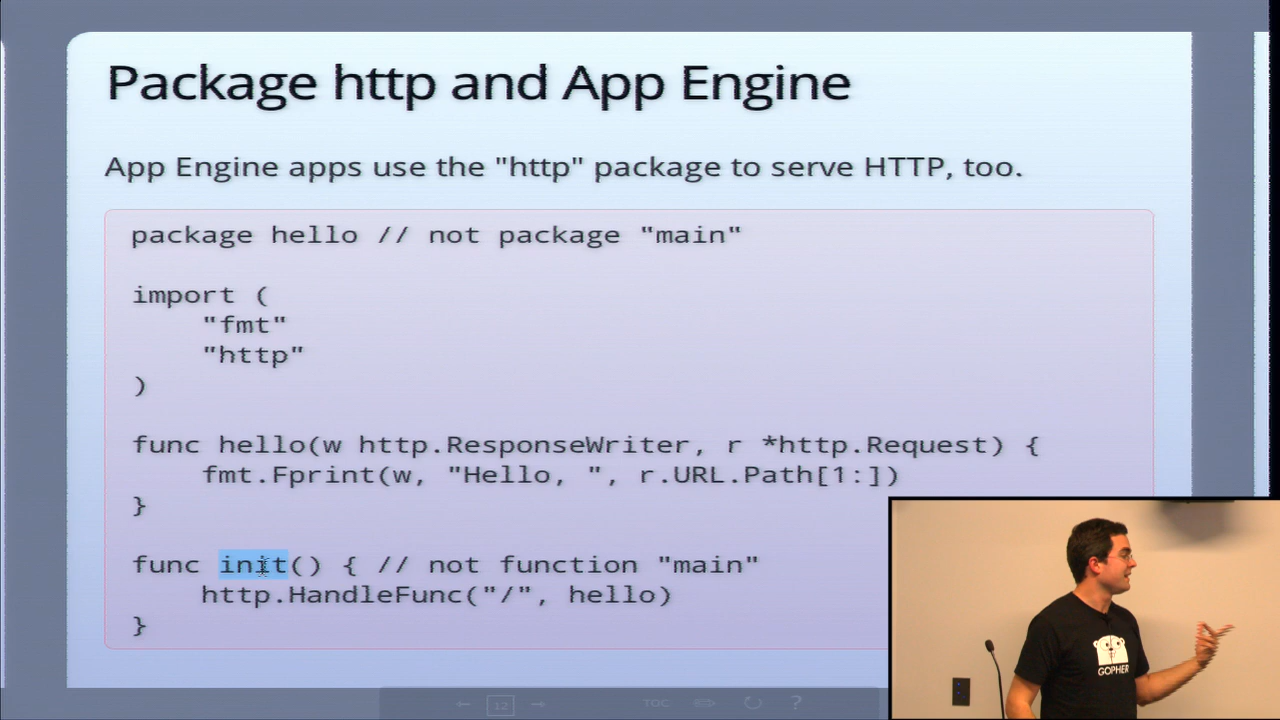 Package http and App Engine
App Engine apps use the "http" package to serve HTTP, too.
package hello // not package "main"
import (
"fmt"
"http"
)
func hello(w http.ResponseWriter, r *http.Request) {
fmt.Fprint(w, "Hello, ", r.URL.Path[1:])
}
func init() { // not function "main"
http.HandleFunc("/", hello)
}
← 12 → TOC ?
GOPHER